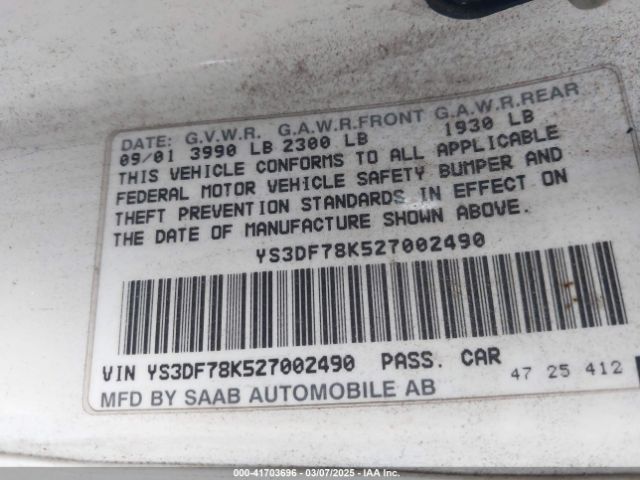 DATE: G.V.W.R. G.A.W.R.FRONT G.A.W.R.REAR
09/01 3990 LB 2300 LB 1930 LB
THIS VEHICLE CONFORMS TO ALL APPLICABLE
FEDERAL MOTOR VEHICLE SAFETY BUMPER AND
THEFT PREVENTION STANDARDS IN EFFECT ON
THE DATE OF MANUFACTURE SHOWN ABOVE.
YS3DF78K527002490
VIN YS3DF78K527002490 PASS. CAR
47 25 412
MFD BY SAAB AUTOMOBILE AB
000-41703696 - 03/07/2025 - IAA Inc.